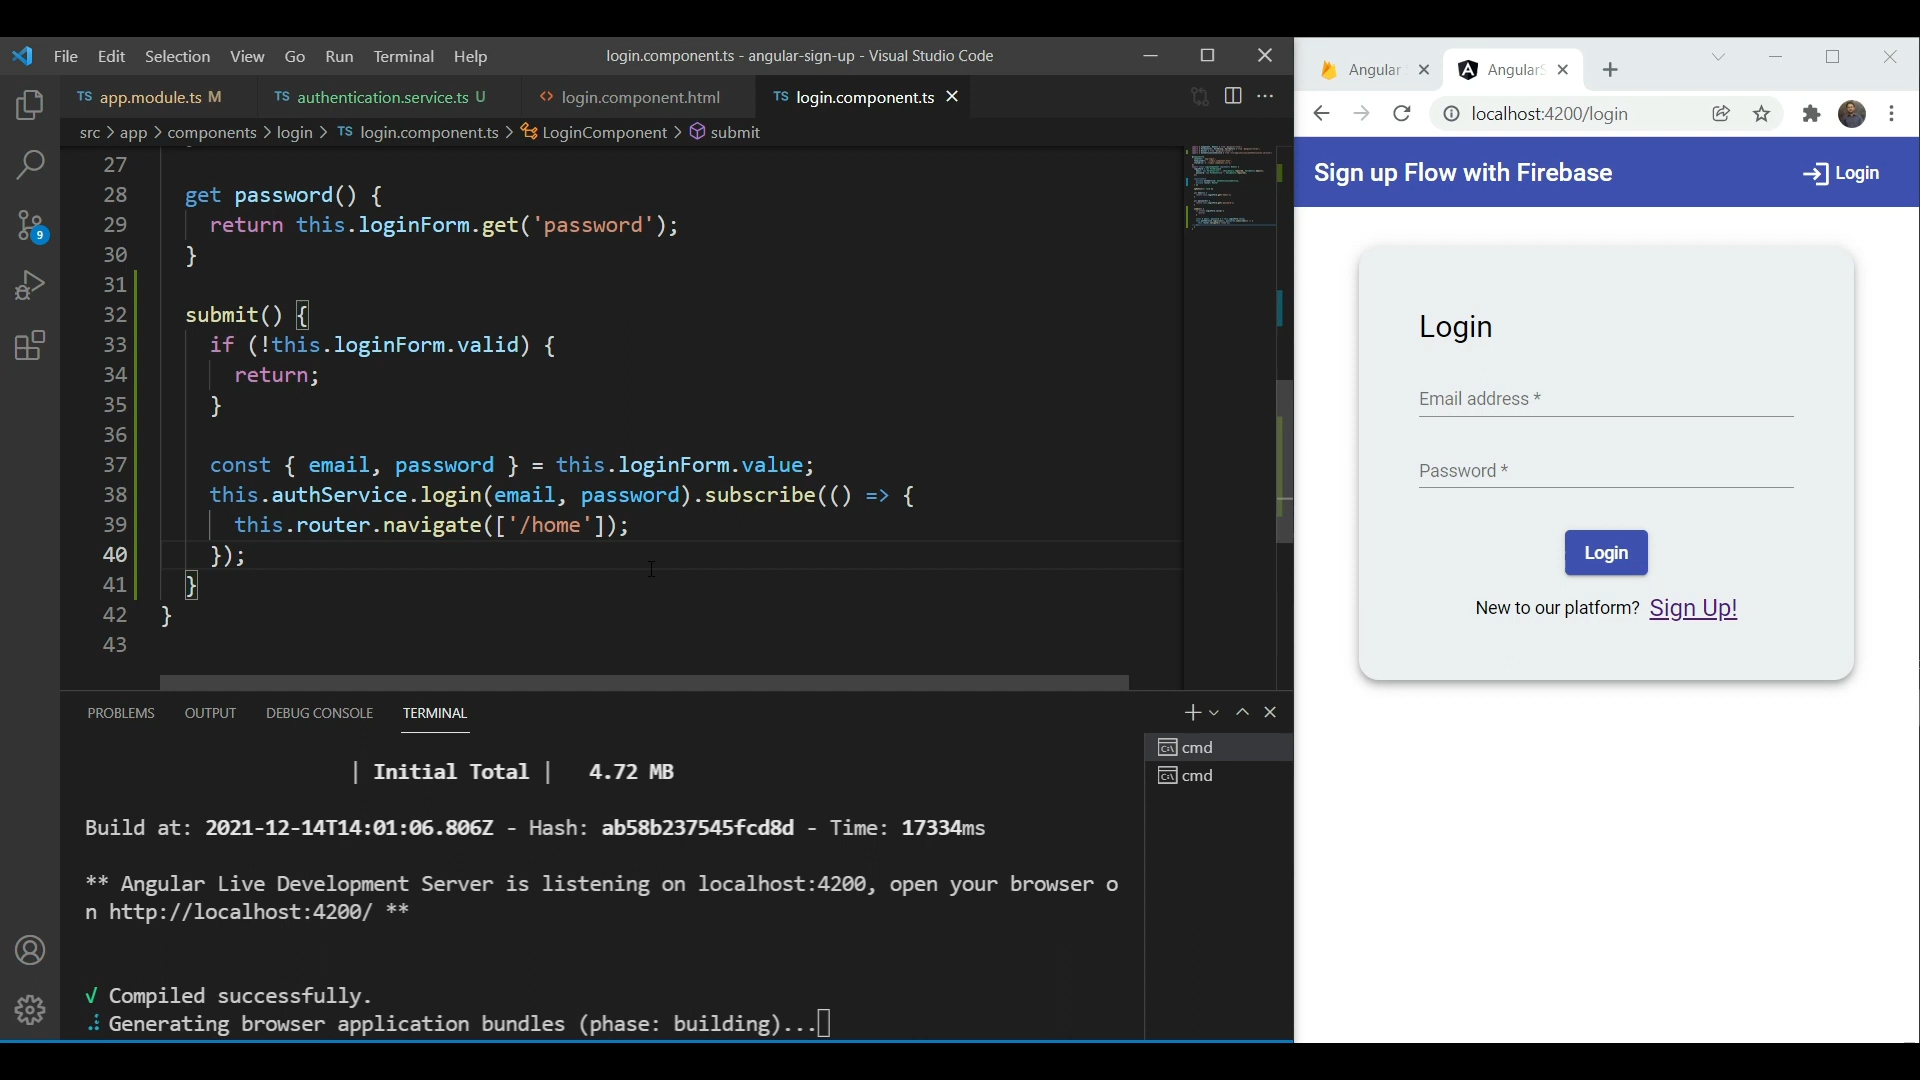 File Edit Selection View Go Run Terminal Help
login.component.ts - angular-sign-up - Visual Studio Code
TS app.module.ts M
TS authentication.service.ts U
<> login.component.html
TS login.component.ts
src > app > components > login > TS login.component.ts > LoginComponent > submit
27
28 get password() {
29 return this.loginForm.get('password');
30 }
31
32 submit() {
33 if (!this.loginForm.valid) {
34 return;
35 }
36
37 const { email, password } = this.loginForm.value;
38 this.authService.login(email, password).subscribe(() => {
39 this.router.navigate(['/home']);
40 });
41 }
42 }
43
9
PROBLEMS OUTPUT DEBUG CONSOLE TERMINAL
cmd
cmd
| Initial Total | 4.72 MB
Build at: 2021-12-14T14:01:06.806Z - Hash: ab58b237545fcd8d - Time: 17334ms
** Angular Live Development Server is listening on localhost:4200, open your browser o
n http://localhost:4200/ **
√ Compiled successfully.
Generating browser application bundles (phase: building)...
Angular
AngularS
localhost:4200/login
Sign up Flow with Firebase
Login
Login
Email address *
Password *
Login
New to our platform? Sign Up!